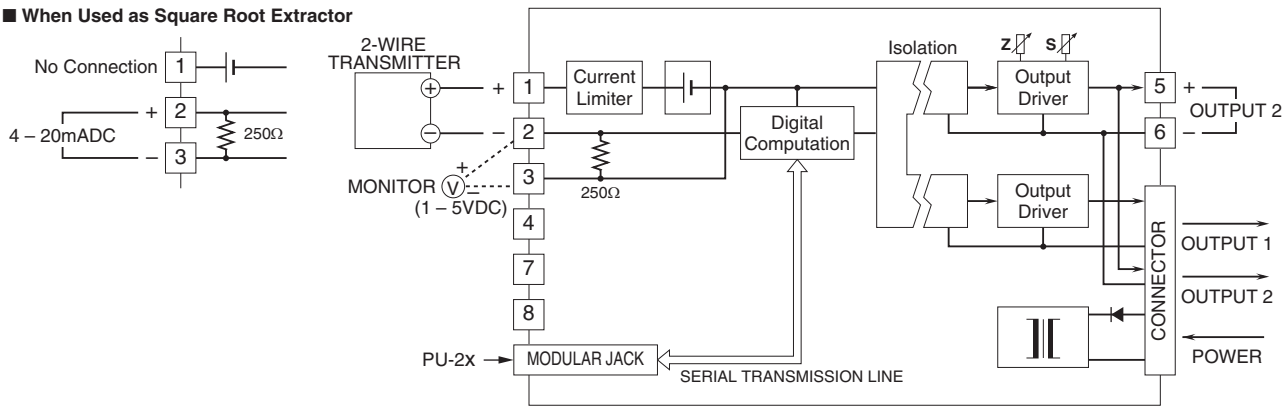 ■ When Used as Square Root Extractor
No Connection 1
+ 2
4 – 20mADC 250Ω
– 3
2-WIRE
TRANSMITTER
+ + 1
– – 2
+
MONITOR V – 3
(1 – 5VDC)
4
7
8
PU-2x MODULAR JACK
SERIAL TRANSMISSION LINE
Current
Limiter
250Ω
Digital
Computation
Isolation
Z S
Output
Driver
5 +
OUTPUT 2
6 –
Output
Driver
CONNECTOR
OUTPUT 1
OUTPUT 2
POWER